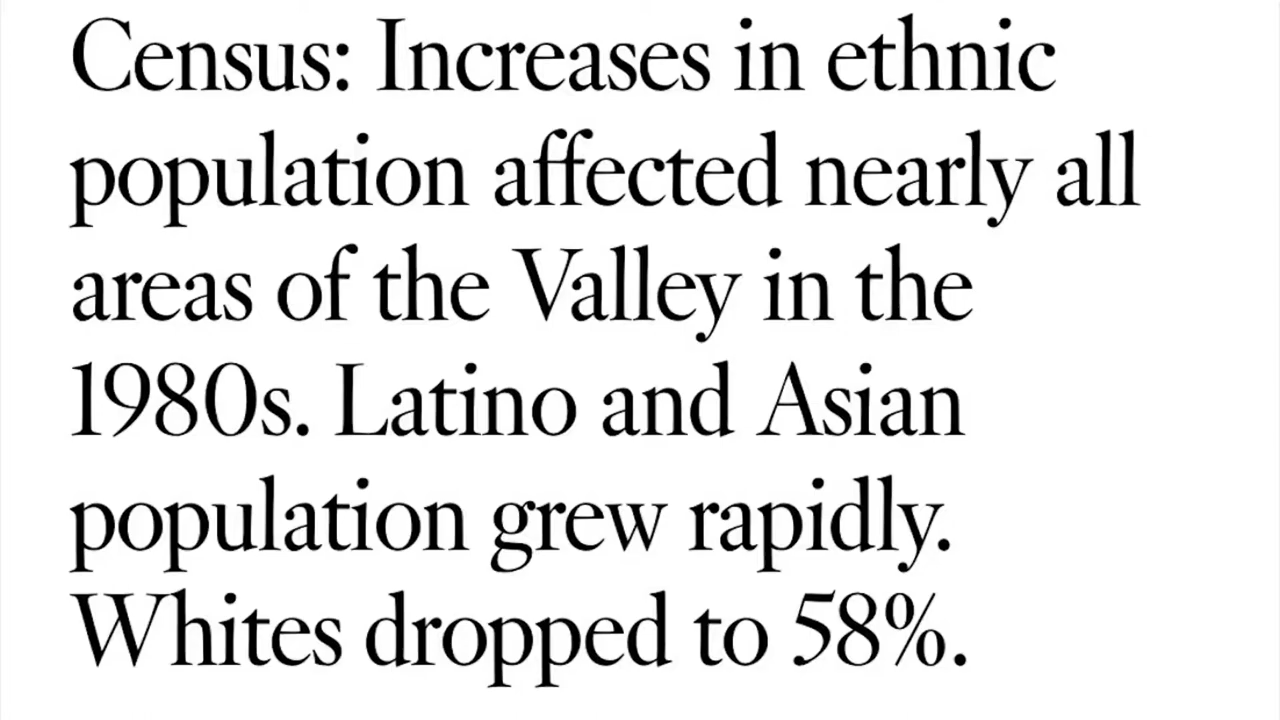 Census: Increases in ethnic
population affected nearly all
areas of the Valley in the
1980s. Latino and Asian
population grew rapidly.
Whites dropped to 58%.